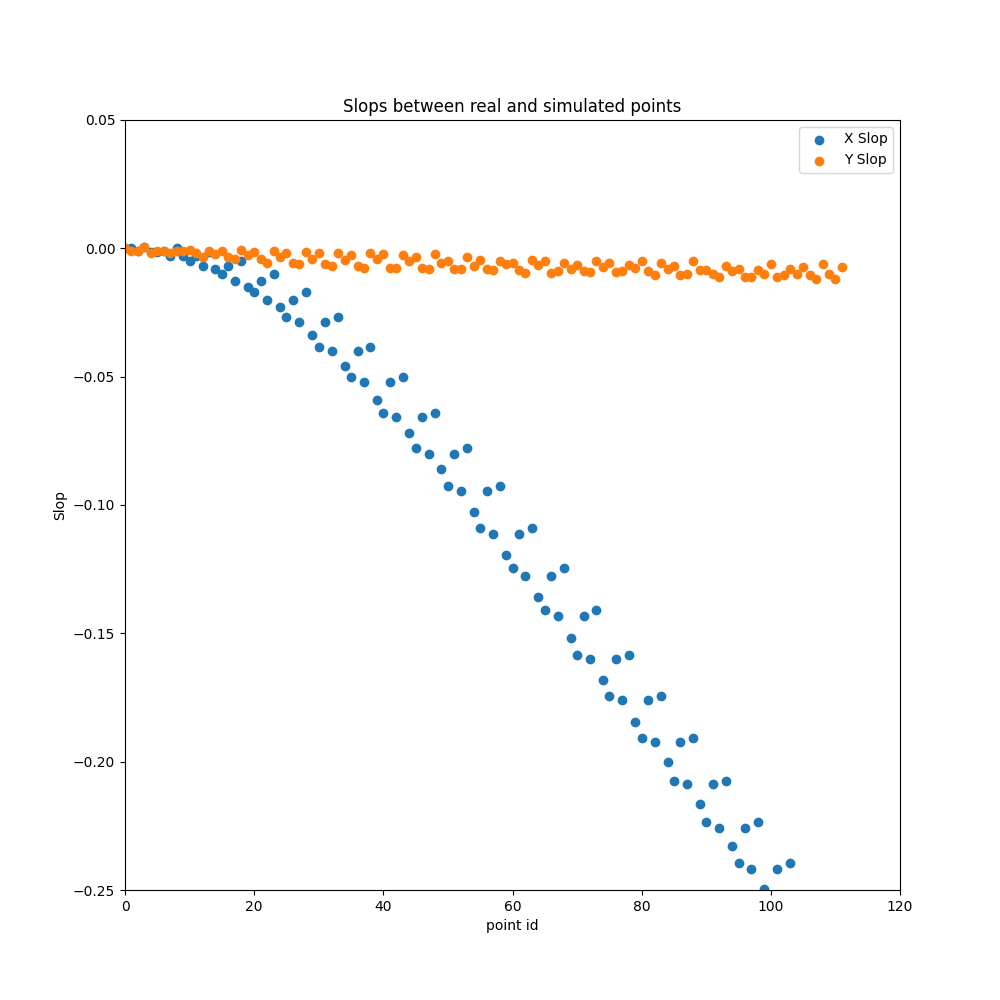 Slops between real and simulated points
X Slop
Y Slop
0.05
0.00
−0.05
−0.10
−0.15
−0.20
−0.25
Slop
0 20 40 60 80 100 120
point id